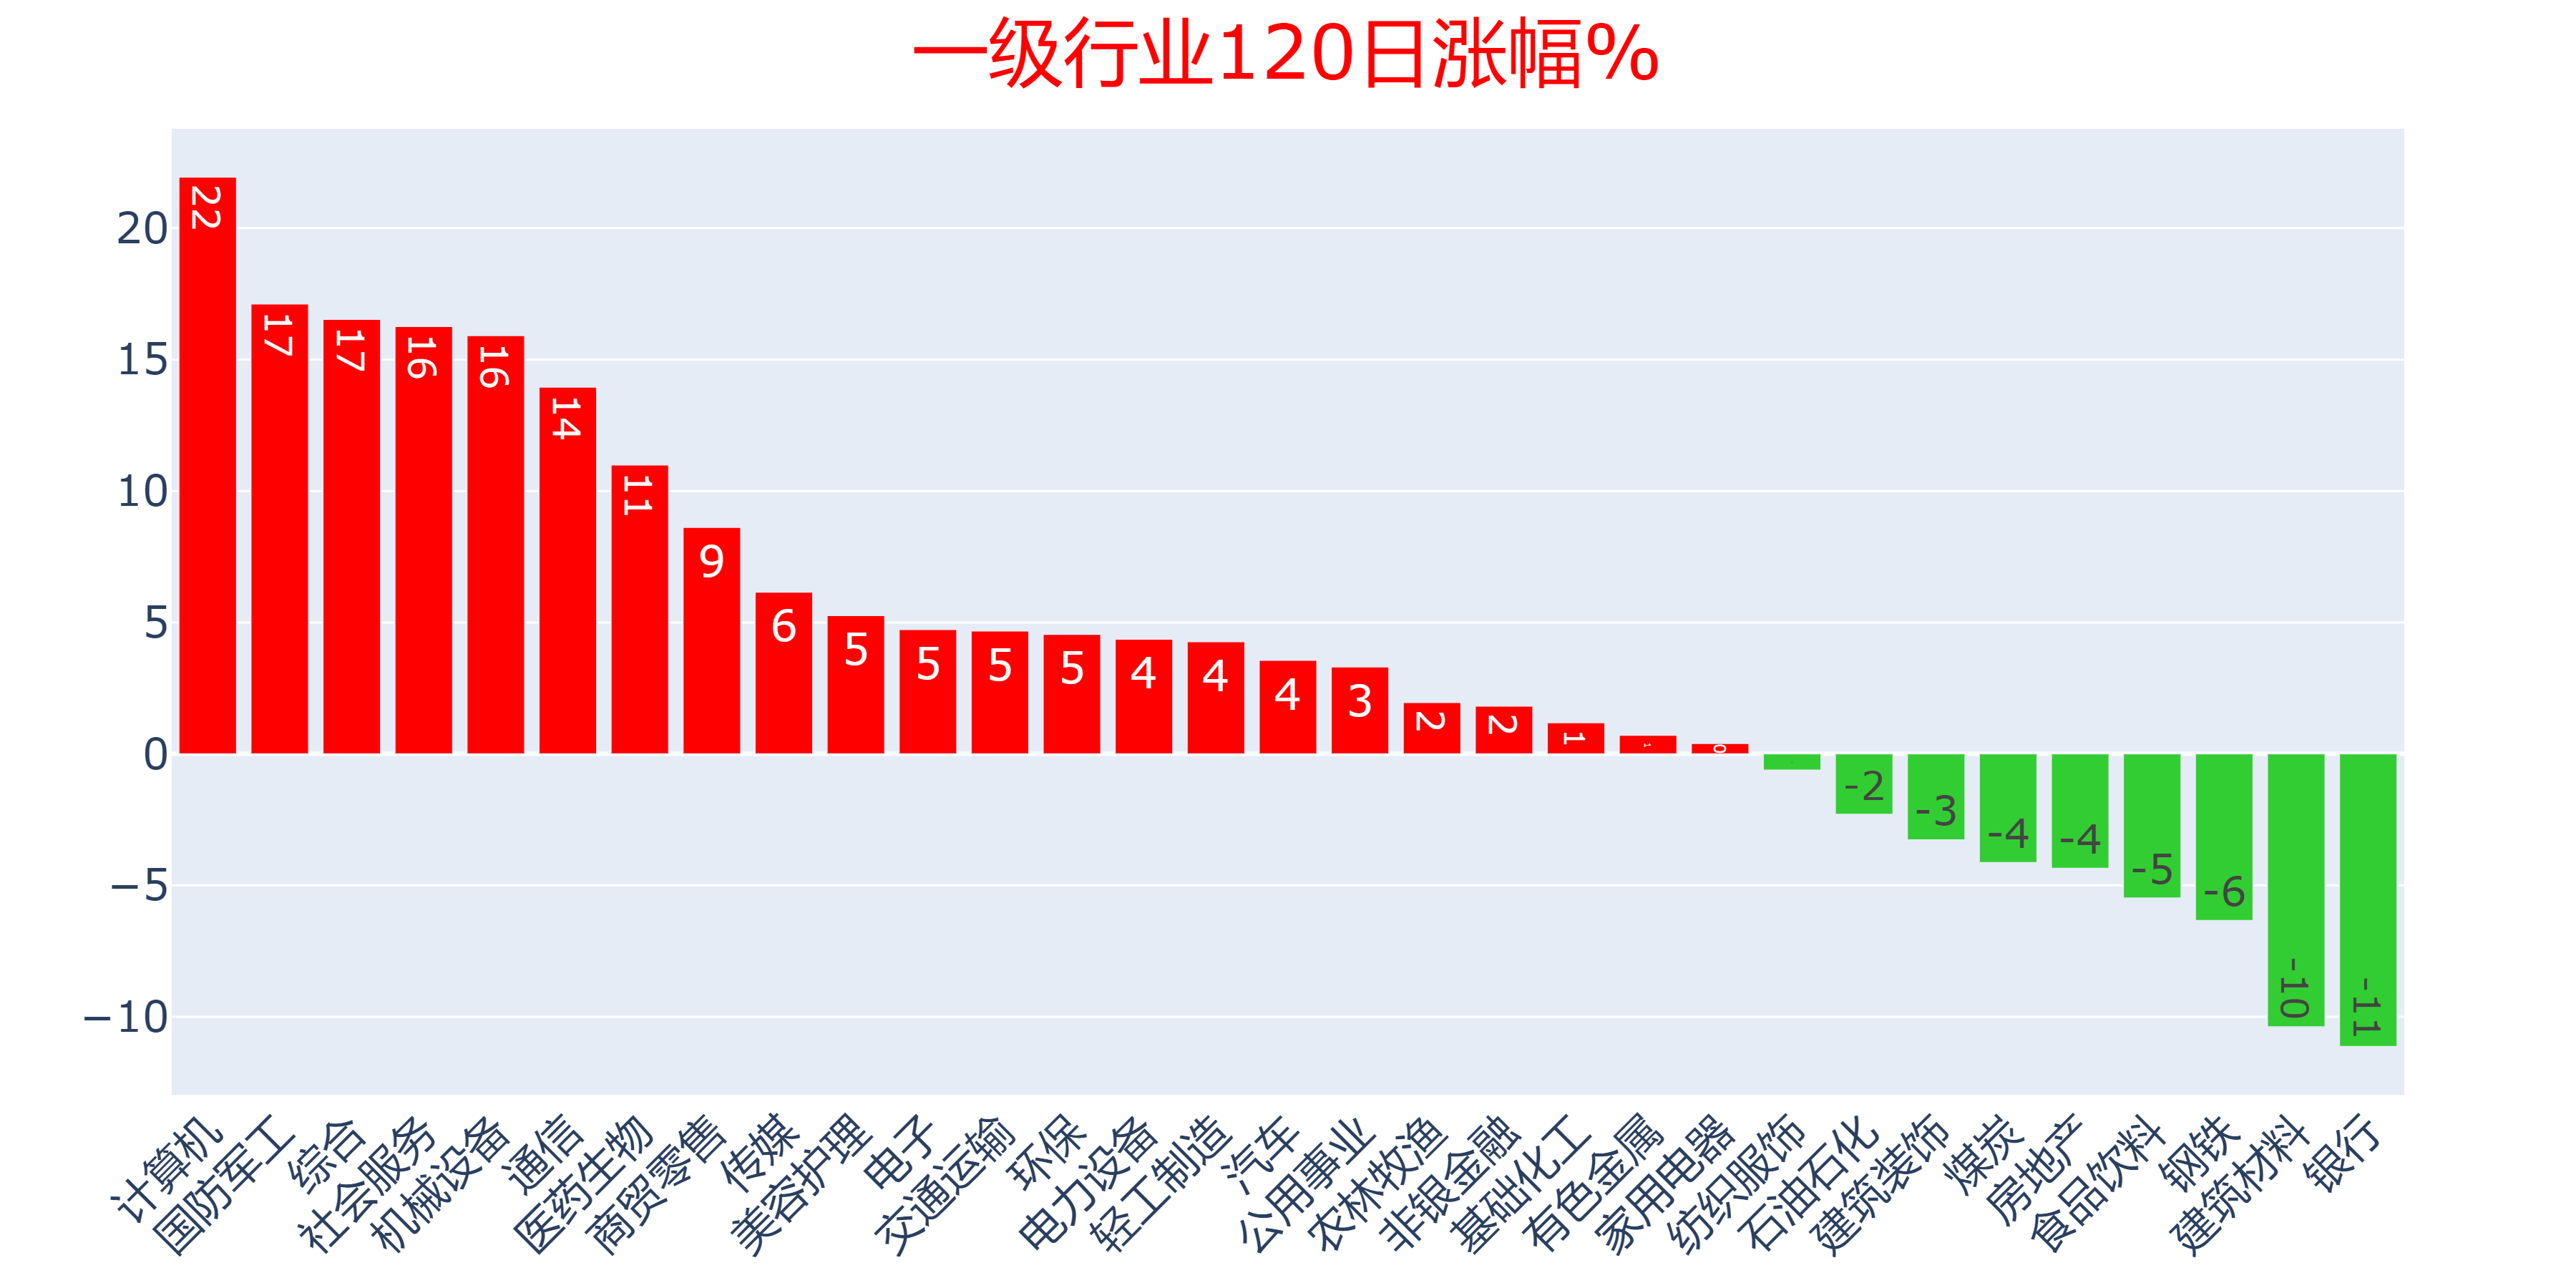 一级行业120日涨幅%
20
15
10
5
0
−5
−10
22
17
17
16
16
14
11
9
6
5
5
5
5
4
4
4
3
2
2
1
1
0
-2
-3
-4
-4
-5
-6
-10
-11
计算机
国防军工
综合
社会服务
机械设备
通信
医药生物
商贸零售
传媒
美容护理
电子
交通运输
环保
电力设备
轻工制造
汽车
公用事业
农林牧渔
非银金融
基础化工
有色金属
家用电器
纺织服饰
石油石化
建筑装饰
煤炭
房地产
食品饮料
钢铁
建筑材料
银行